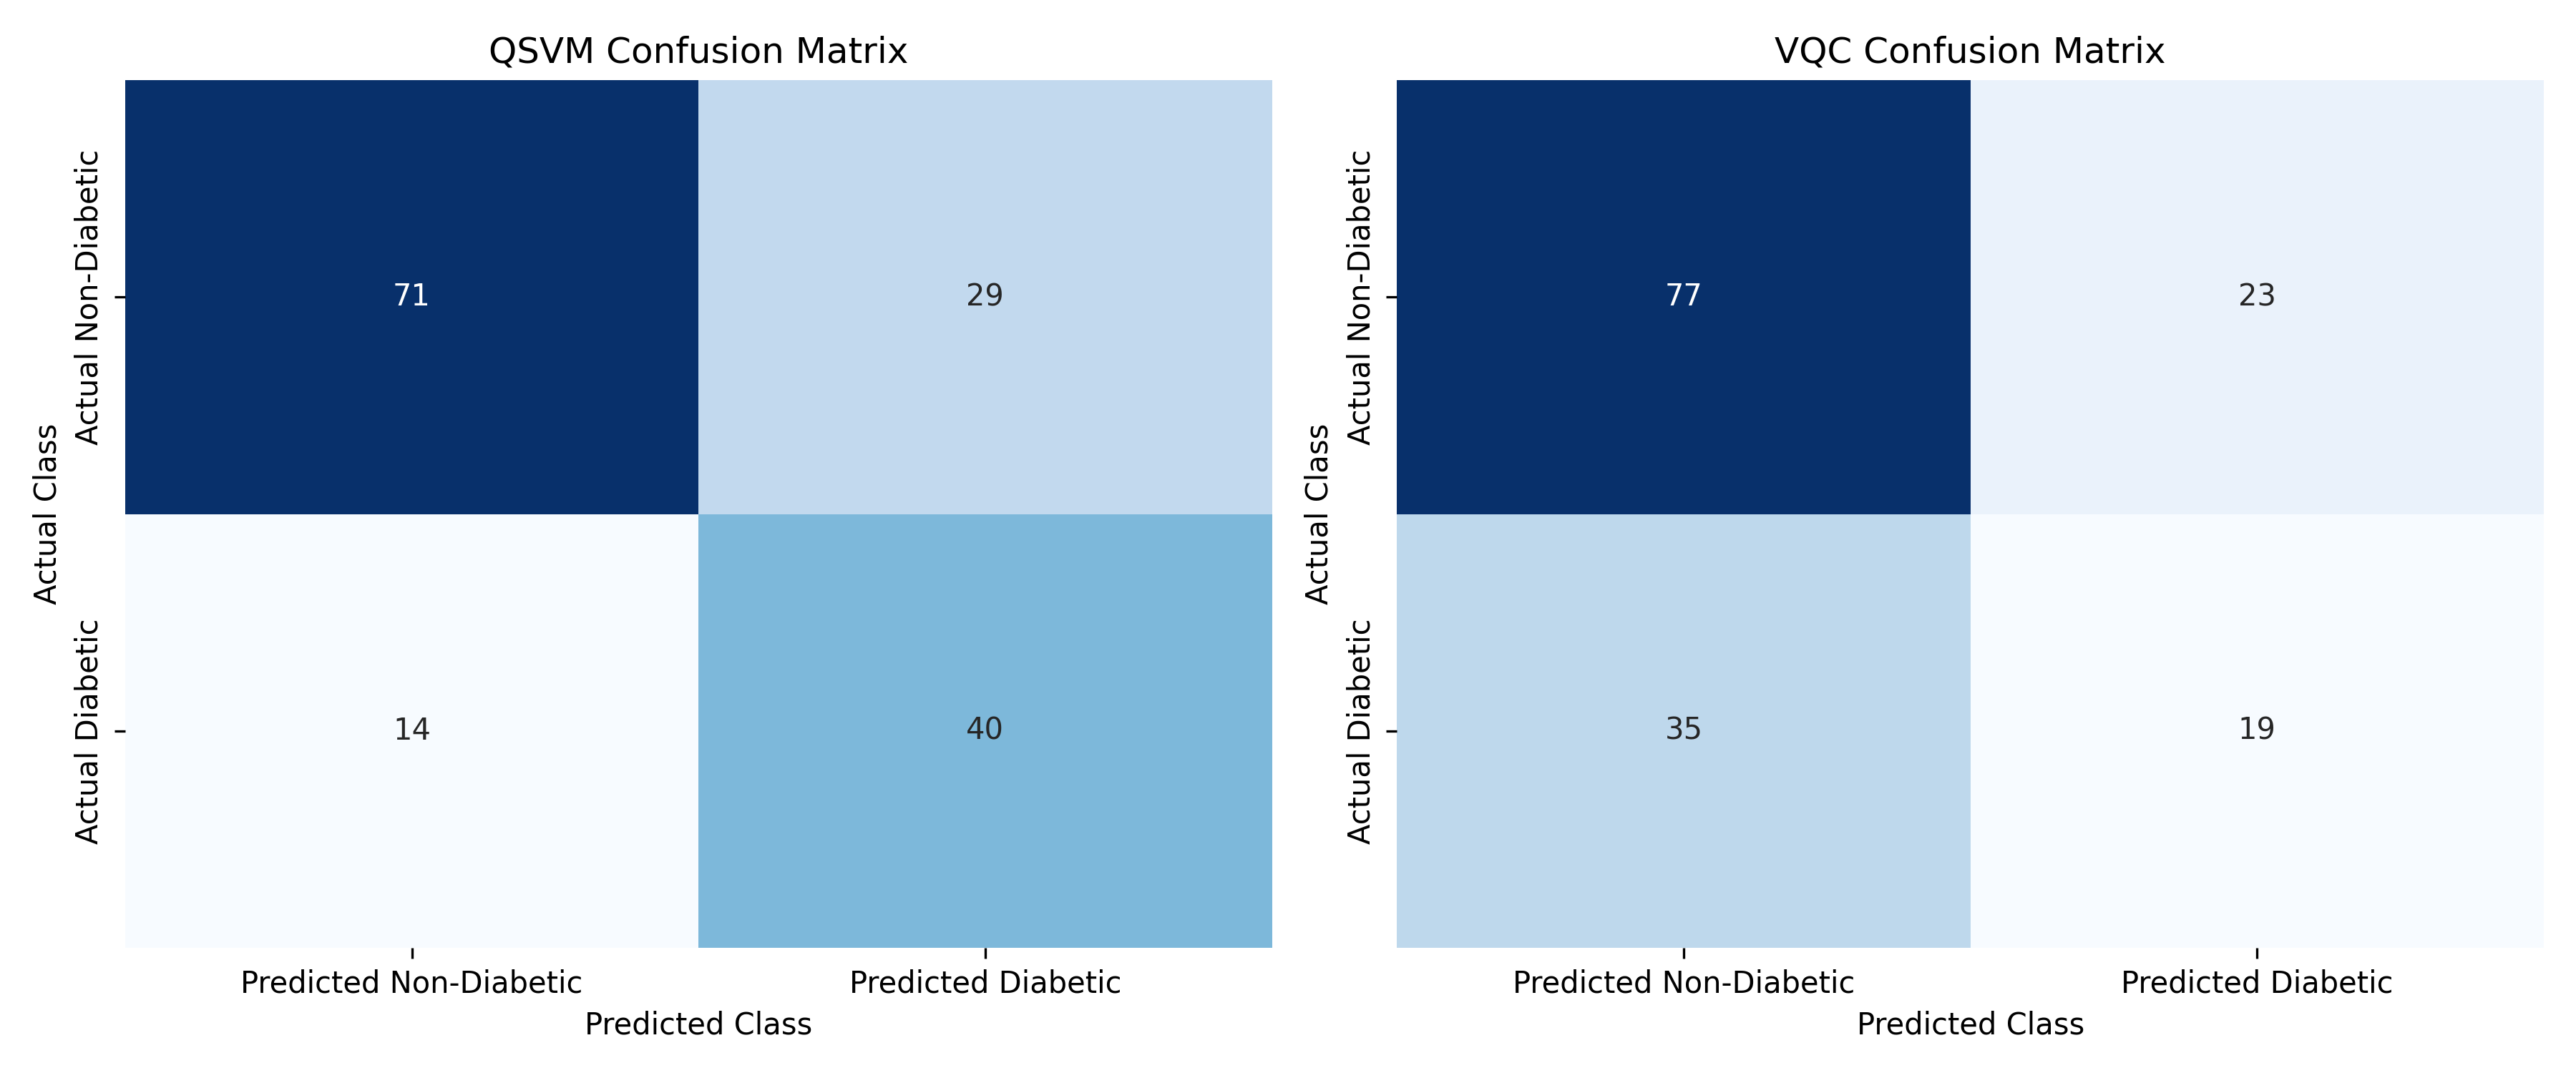 QSVM Confusion Matrix
Actual Class
Actual Non-Diabetic
71
29
Actual Diabetic
14
40
Predicted Non-Diabetic
Predicted Diabetic
Predicted Class
VQC Confusion Matrix
Actual Class
Actual Non-Diabetic
77
23
Actual Diabetic
35
19
Predicted Non-Diabetic
Predicted Diabetic
Predicted Class